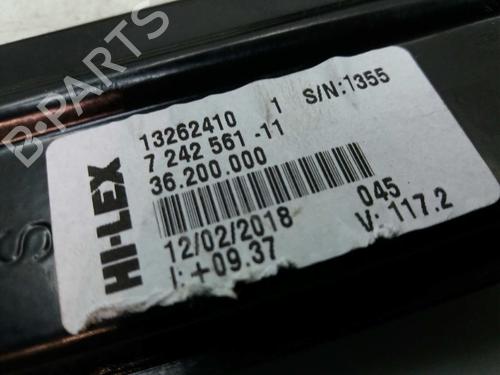 B-PARTS
HI-LEX
13262410 1 S/N:1355
7 242 561 -11
36.200.000
12/02/2018 045
I: +09.37 V: 117.2
S